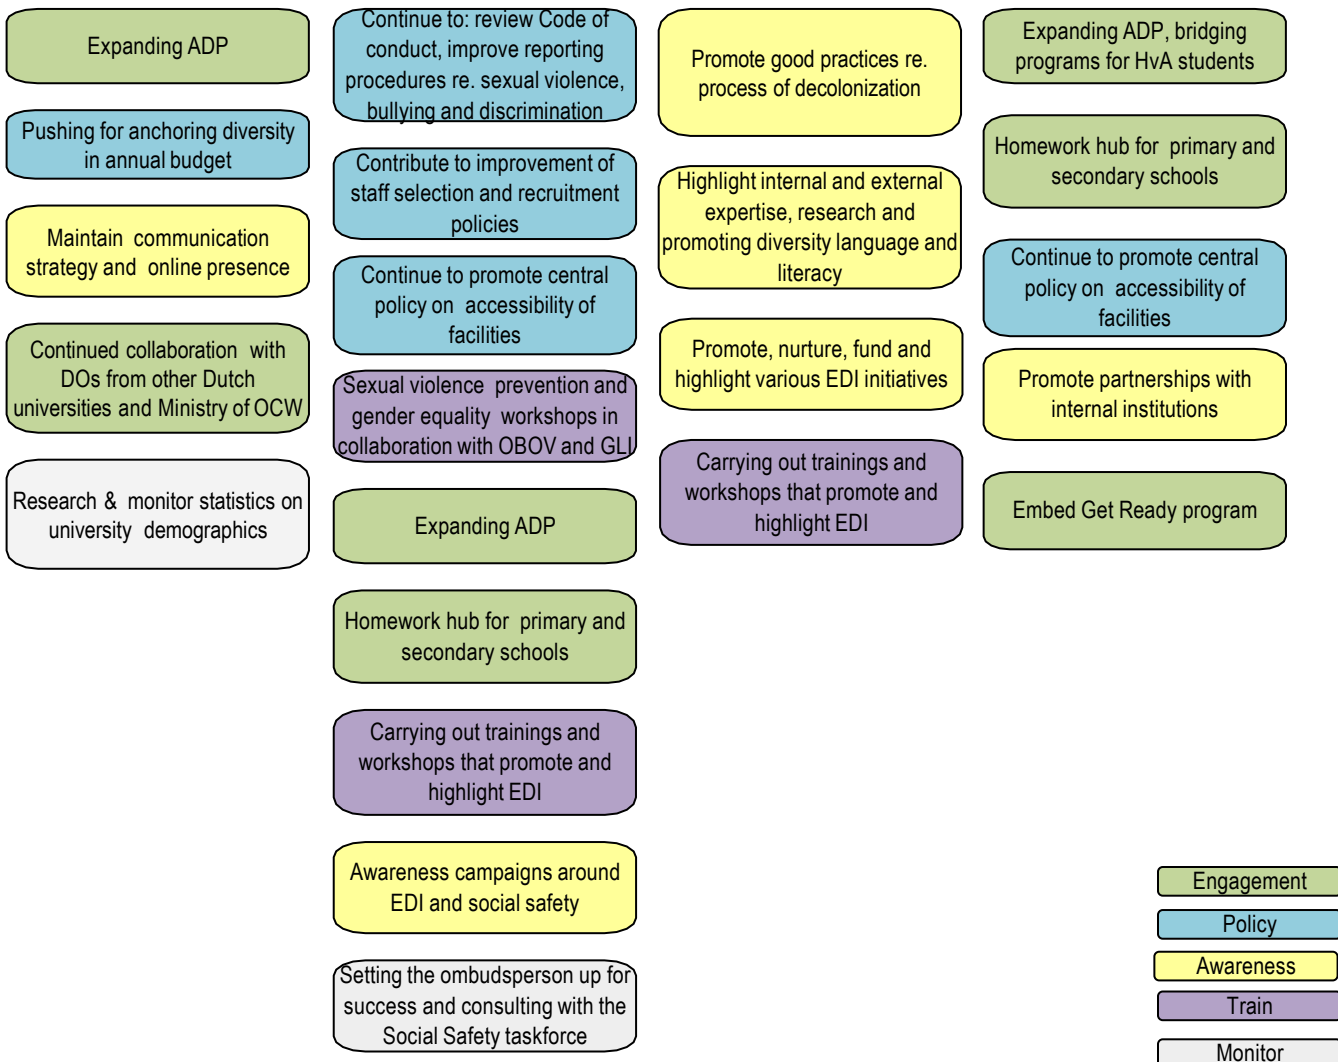 Expanding ADP
Pushing for anchoring diversity
in annual budget
Maintain communication
strategy and online presence
Continued collaboration with
DOs from other Dutch
universities and Ministry of OCW
Research & monitor statistics on
university demographics
Continue to: review Code of
conduct, improve reporting
procedures re. sexual violence,
bullying and discrimination
Contribute to improvement of
staff selection and recruitment
policies
Continue to promote central
policy on accessibility of
facilities
Sexual violence prevention and
gender equality workshops in
collaboration with OBOV and GLI
Expanding ADP
Homework hub for primary and
secondary schools
Carrying out trainings and
workshops that promote and
highlight EDI
Awareness campaigns around
EDI and social safety
Setting the ombudsperson up for
success and consulting with the
Social Safety taskforce
Promote good practices re.
process of decolonization
Highlight internal and external
expertise, research and
promoting diversity language and
literacy
Promote, nurture, fund and
highlight various EDI initiatives
Carrying out trainings and
workshops that promote and
highlight EDI
Expanding ADP, bridging
programs for HvA students
Homework hub for primary and
secondary schools
Continue to promote central
policy on accessibility of
facilities
Promote partnerships with
internal institutions
Embed Get Ready program
Engagement
Policy
Awareness
Train
Monitor